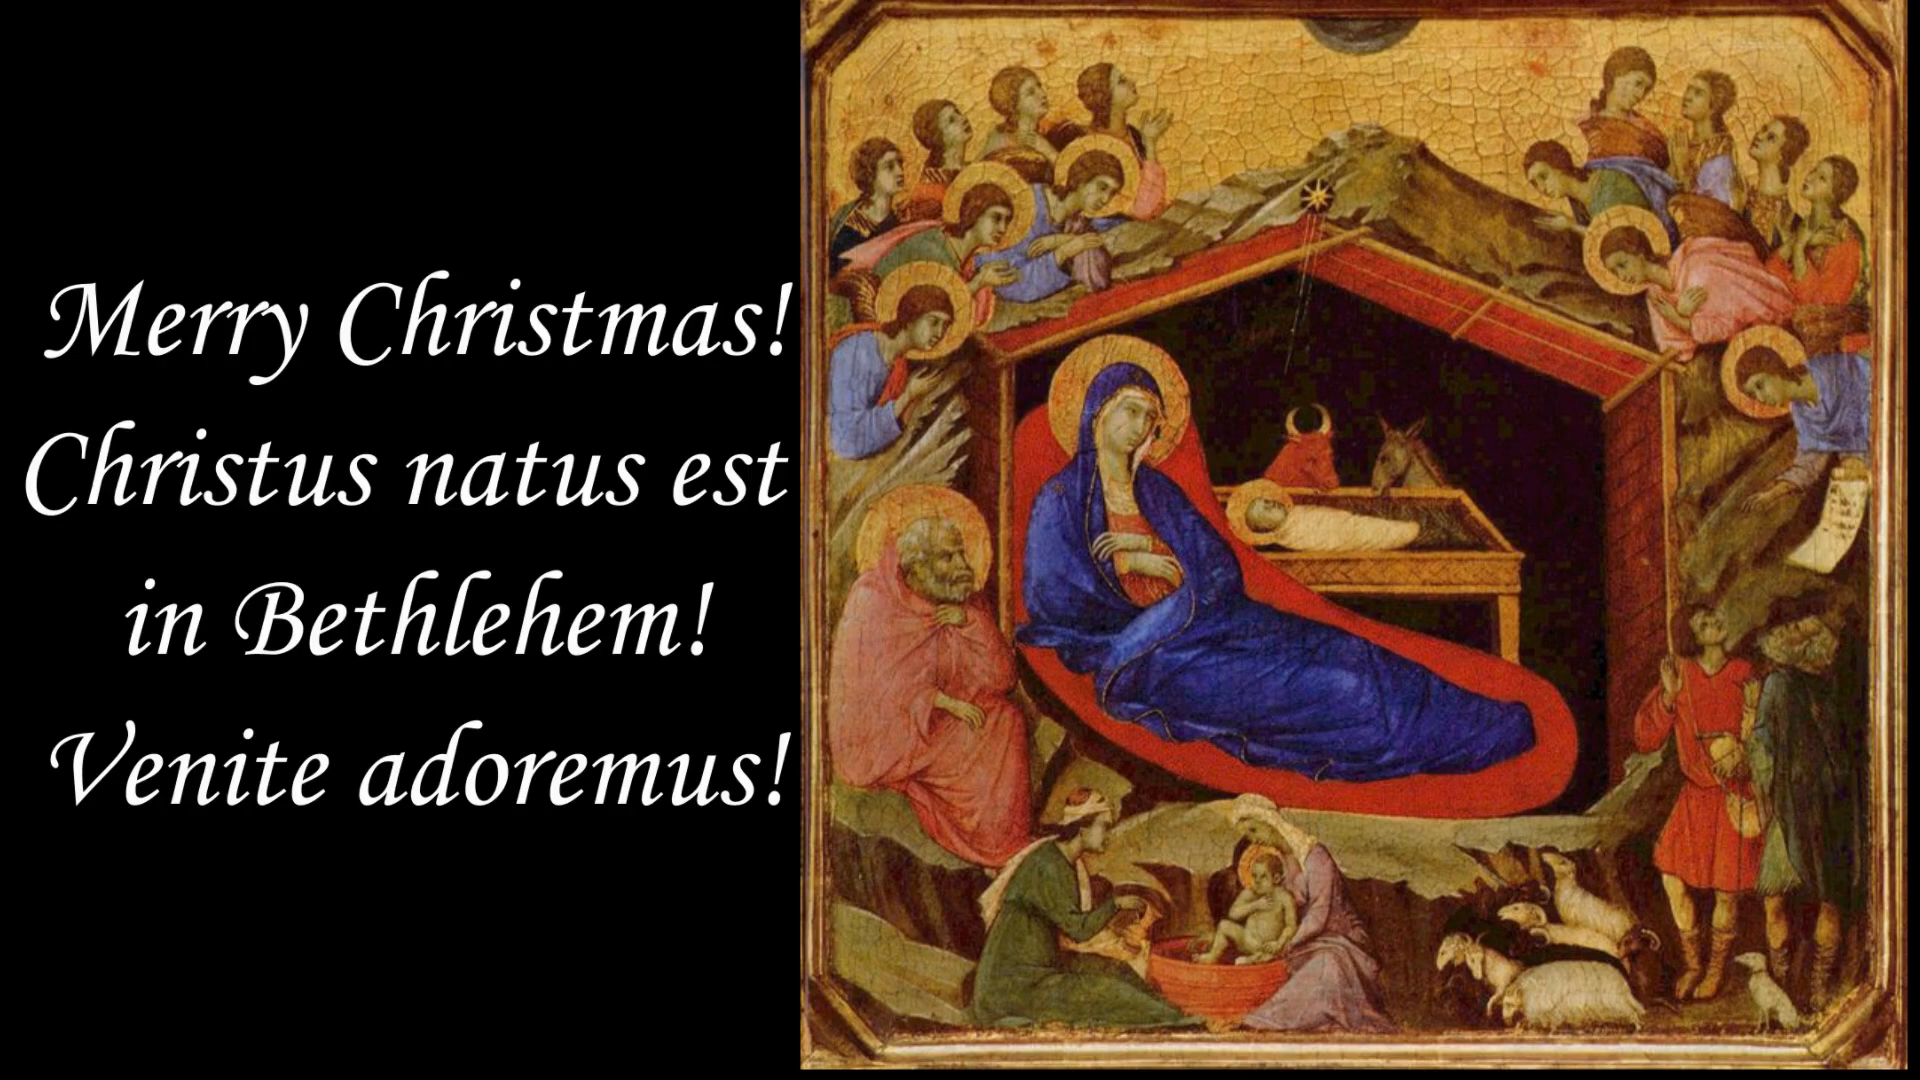 Merry Christmas!
Christus natus est
in Bethlehem!
Venite adoremus!